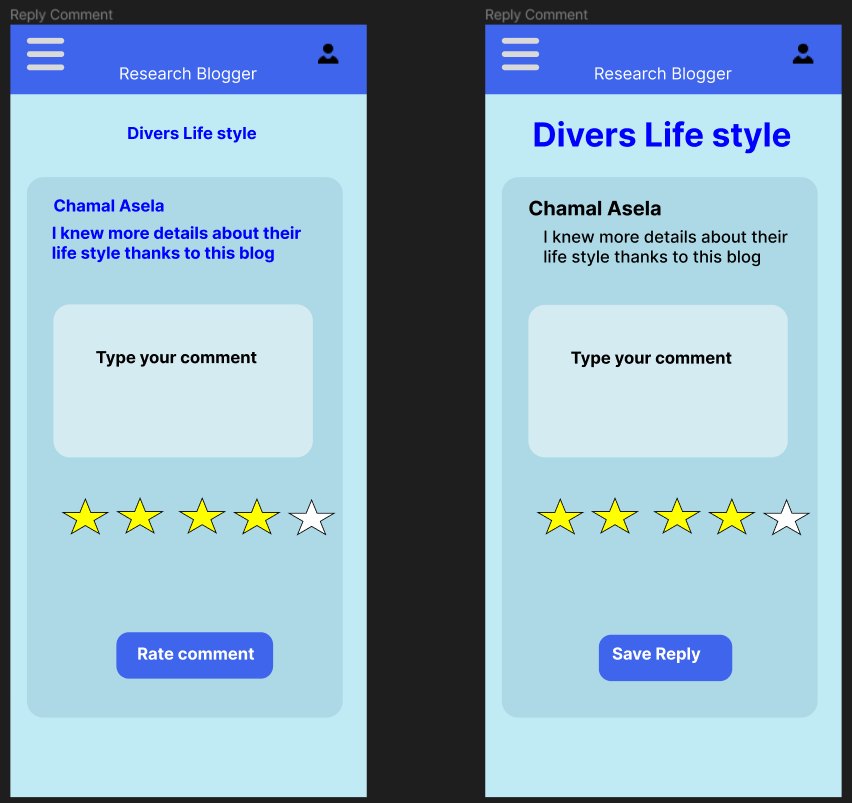 Reply Comment
Research Blogger
Divers Life style
Chamal Asela
I knew more details about their
life style thanks to this blog
Type your comment
Rate comment
Reply Comment
Research Blogger
Divers Life style
Chamal Asela
I knew more details about their
life style thanks to this blog
Type your comment
Save Reply